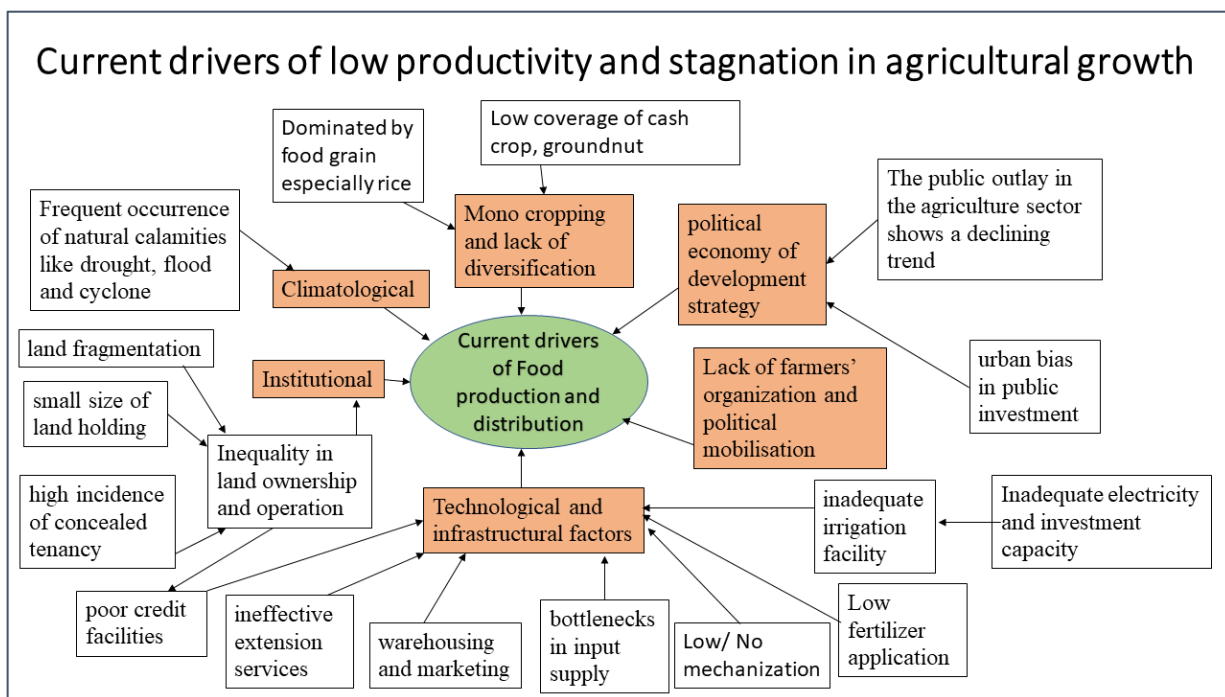 Current drivers of low productivity and stagnation in agricultural growth
Dominated by
food grain
especially rice
Low coverage of cash
crop, groundnut
Frequent occurrence
of natural calamities
like drought, flood
and cyclone
Mono cropping
and lack of
diversification
political
economy of
development
strategy
The public outlay in
the agriculture sector
shows a declining
trend
Climatological
land fragmentation
Institutional
Current drivers
of Food
production and
distribution
Lack of farmers’
organization and
political
mobilisation
urban bias
in public
investment
small size of
land holding
Inequality in
land ownership
and operation
high incidence
of concealed
tenancy
Technological and
infrastructural factors
inadequate
irrigation
facility
Inadequate electricity
and investment
capacity
poor credit
facilities
ineffective
extension
services
warehousing
and marketing
bottlenecks
in input
supply
Low/ No
mechanization
Low
fertilizer
application